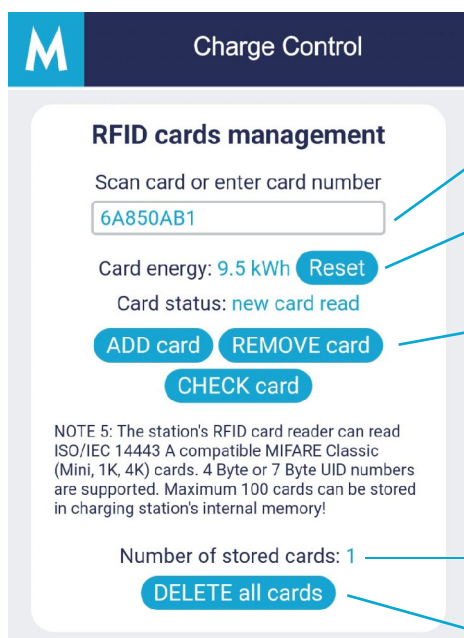 M Charge Control
RFID cards management
Scan card or enter card number
6A850AB1
Card energy: 9.5 kWh Reset
Card status: new card read
ADD card REMOVE card
CHECK card
NOTE 5: The station's RFID card reader can read
ISO/IEC 14443 A compatible MIFARE Classic
(Mini, 1K, 4K) cards. 4 Byte or 7 Byte UID numbers
are supported. Maximum 100 cards can be stored
in charging station's internal memory!
Number of stored cards: 1
DELETE all cards